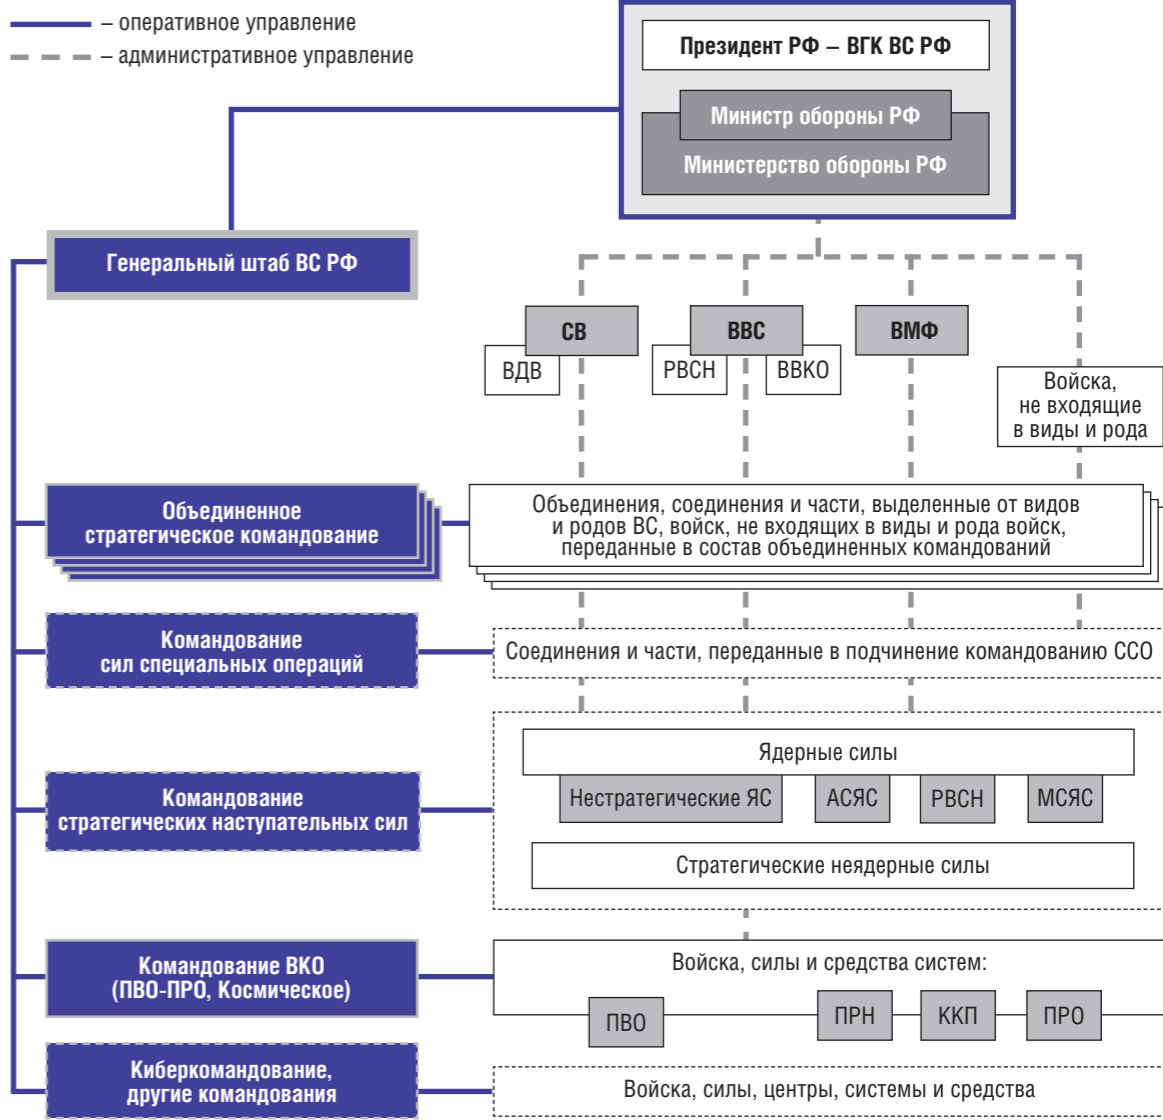 – оперативное управление
– административное управление
Президент РФ – ВГК ВС РФ
Министр обороны РФ
Министерство обороны РФ
Генеральный штаб ВС РФ
СВ
ВВС
ВМФ
ВДВ
РВСН
ВВКО
Войска,
не входящие
в виды и рода
Объединенное
стратегическое командование
Объединения, соединения и части, выделенные от видов
и родов ВС, войск, не входящих в виды и рода войск,
переданные в состав объединенных командований
Командование
сил специальных операций
Соединения и части, переданные в подчинение командованию ССО
Командование
стратегических наступательных сил
Ядерные силы
Нестратегические ЯС
АСЯС
РВСН
МСЯС
Стратегические неядерные силы
Командование ВКО
(ПВО-ПРО, Космическое)
Войска, силы и средства систем:
ПВО
ПРН
ККП
ПРО
Киберкомандование,
другие командования
Войска, силы, центры, системы и средства